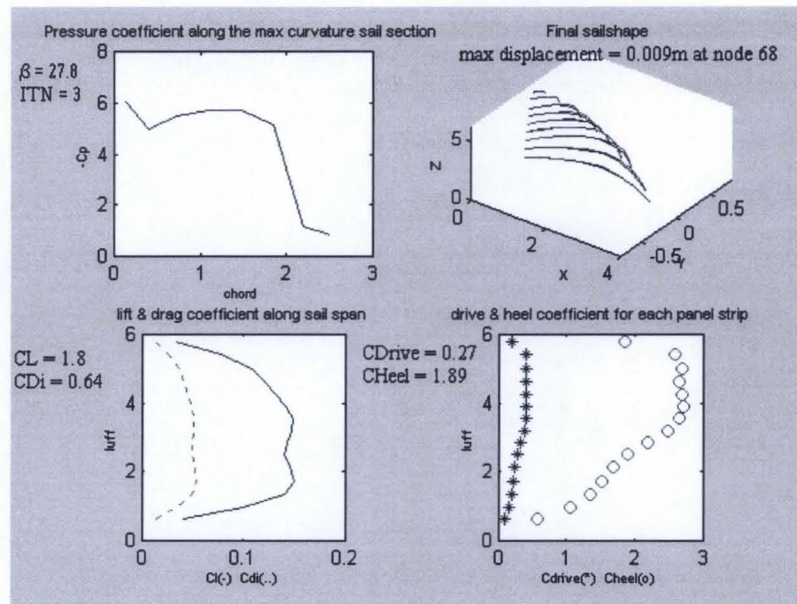 Pressure coefficient along the max curvature sail section
β = 27.8
ITN = 3
8
6
4
2
0
-Cp
0 1 2 3
chord
Final sailshape
max displacement = 0.009m at node 68
5
0
Z
0
2
4
X
-0.5
0
0.5
Y
lift & drag coefficient along sail span
CL = 1.8
CDi = 0.64
6
4
2
0
luff
0 0.1 0.2
Cl(-) Cdi(..)
drive & heel coefficient for each panel strip
CDrive = 0.27
CHeel = 1.89
6
4
2
0
luff
0 1 2 3
Cdrive(*) Cheel(o)